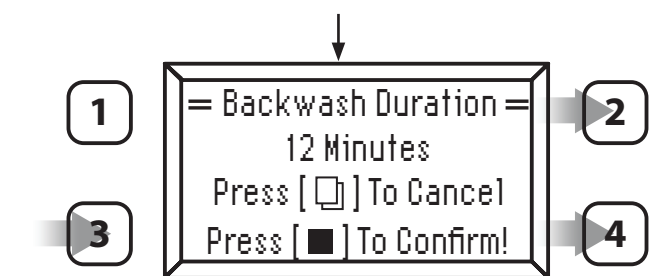 1
= Backwash Duration =
2
12 Minutes
Press [ ❐ ] To Cancel
3
Press [ ■ ] To Confirm!
4